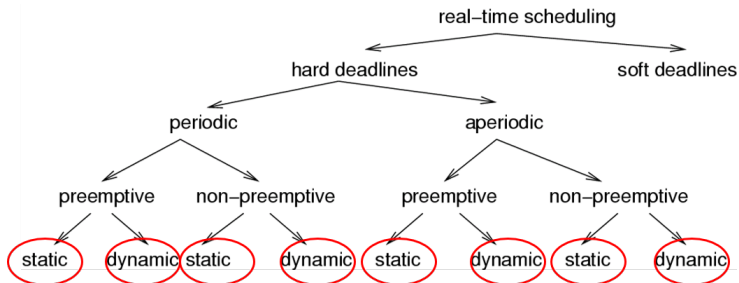 real-time scheduling
hard deadlines soft deadlines
periodic aperiodic
preemptive non-preemptive preemptive non-preemptive
static dynamic static dynamic static dynamic static dynamic